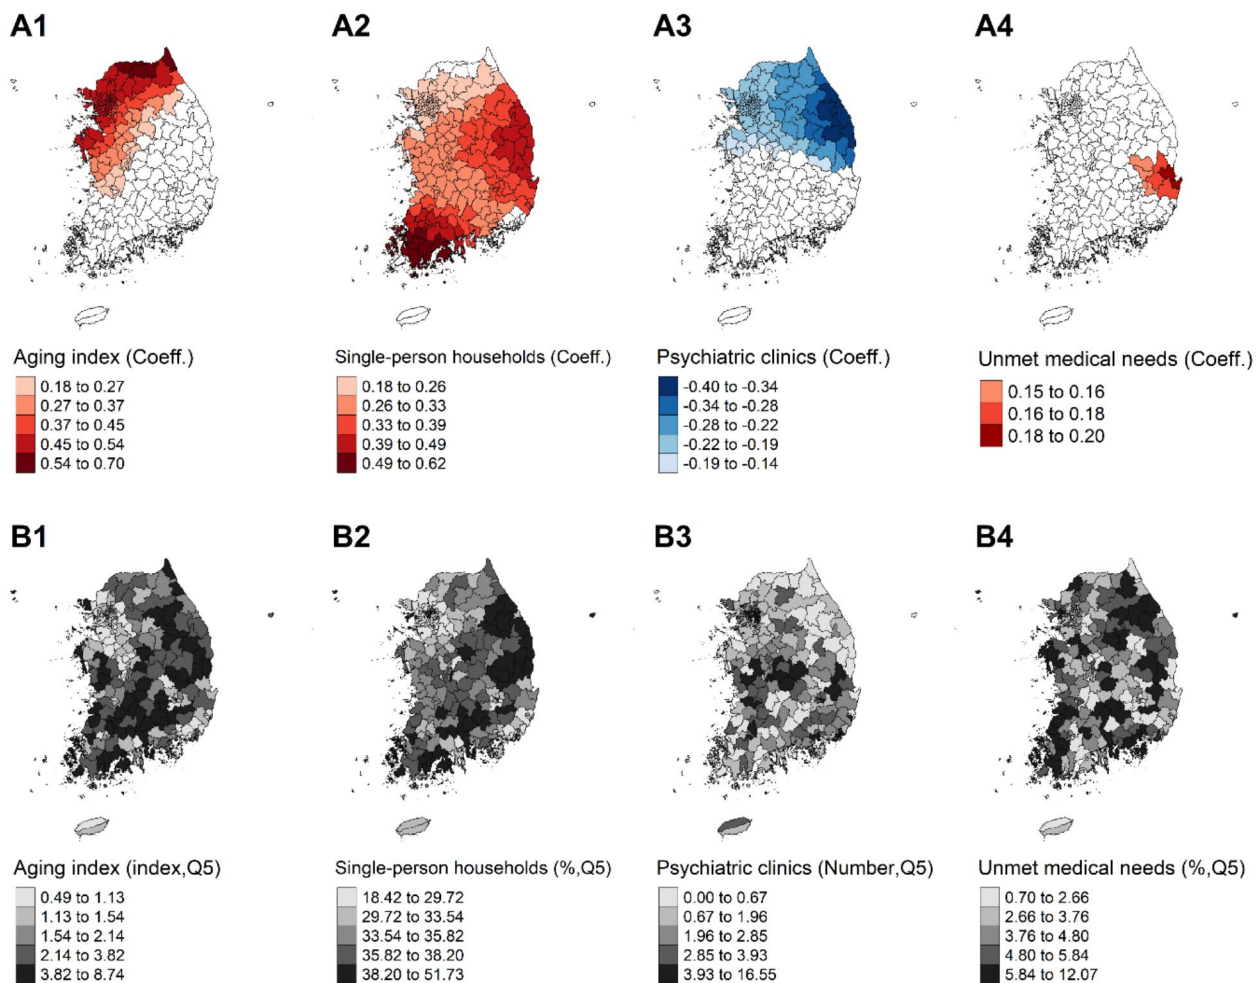 A1 A2 A3 A4
Aging index (Coeff.) Single-person households (Coeff.) Psychiatric clinics (Coeff.) Unmet medical needs (Coeff.)
0.18 to 0.27 0.18 to 0.26 -0.40 to -0.34 0.15 to 0.16
0.27 to 0.37 0.26 to 0.33 -0.34 to -0.28 0.16 to 0.18
0.37 to 0.45 0.33 to 0.39 -0.28 to -0.22 0.18 to 0.20
0.45 to 0.54 0.39 to 0.49 -0.22 to -0.19
0.54 to 0.70 0.49 to 0.62 -0.19 to -0.14
B1 B2 B3 B4
Aging index (index,Q5) Single-person households (%,Q5) Psychiatric clinics (Number,Q5) Unmet medical needs (%,Q5)
0.49 to 1.13 18.42 to 29.72 0.00 to 0.67 0.70 to 2.66
1.13 to 1.54 29.72 to 33.54 0.67 to 1.96 2.66 to 3.76
1.54 to 2.14 33.54 to 35.82 1.96 to 2.85 3.76 to 4.80
2.14 to 3.82 35.82 to 38.20 2.85 to 3.93 4.80 to 5.84
3.82 to 8.74 38.20 to 51.73 3.93 to 16.55 5.84 to 12.07